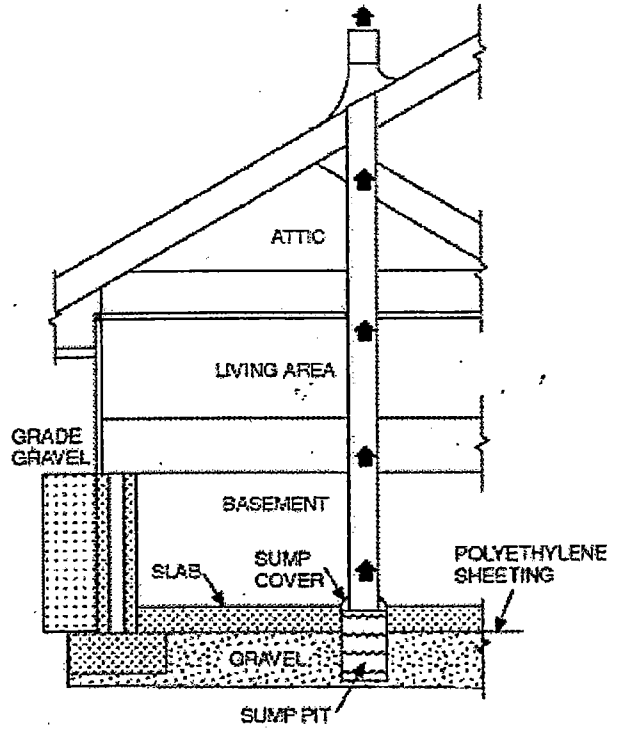 ATTIC
LIVING AREA
GRADE
GRAVEL
BASEMENT
SLAB
SUMP
COVER
POLYETHYLENE
SHEETING
GRAVEL
SUMP PIT